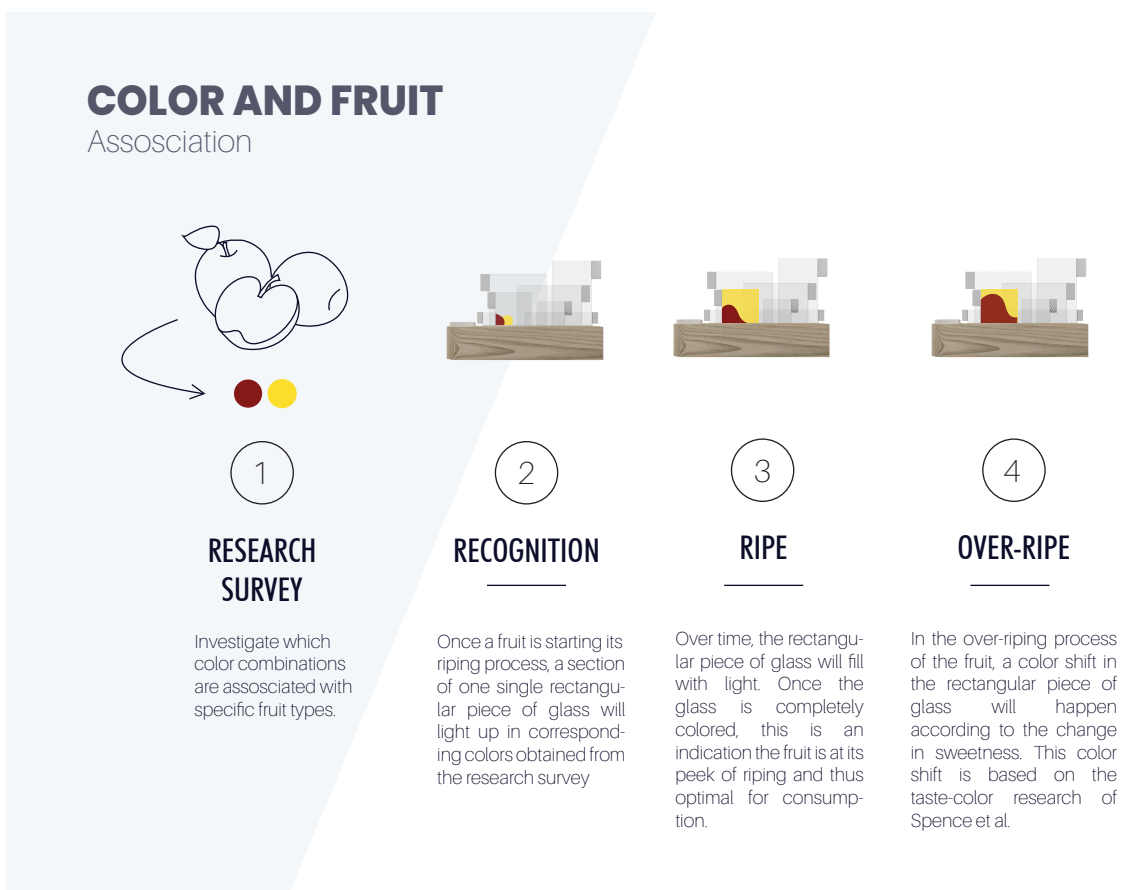 COLOR AND FRUIT
Assosciation
1
RESEARCH
SURVEY
Investigate which
color combinations
are assosciated with
specific fruit types.
2
RECOGNITION
Once a fruit is starting its
riping process, a section
of one single rectangu-
lar piece of glass will
light up in correspond-
ing colors obtained from
the research survey
3
RIPE
Over time, the rectangu-
lar piece of glass will fill
with light. Once the
glass is completely
colored, this is an
indication the fruit is at its
peek of riping and thus
optimal for consump-
tion.
4
OVER-RIPE
In the over-riping process
of the fruit, a color shift in
the rectangular piece of
glass will happen
according to the change
in sweetness. This color
shift is based on the
taste-color research of
Spence et al.